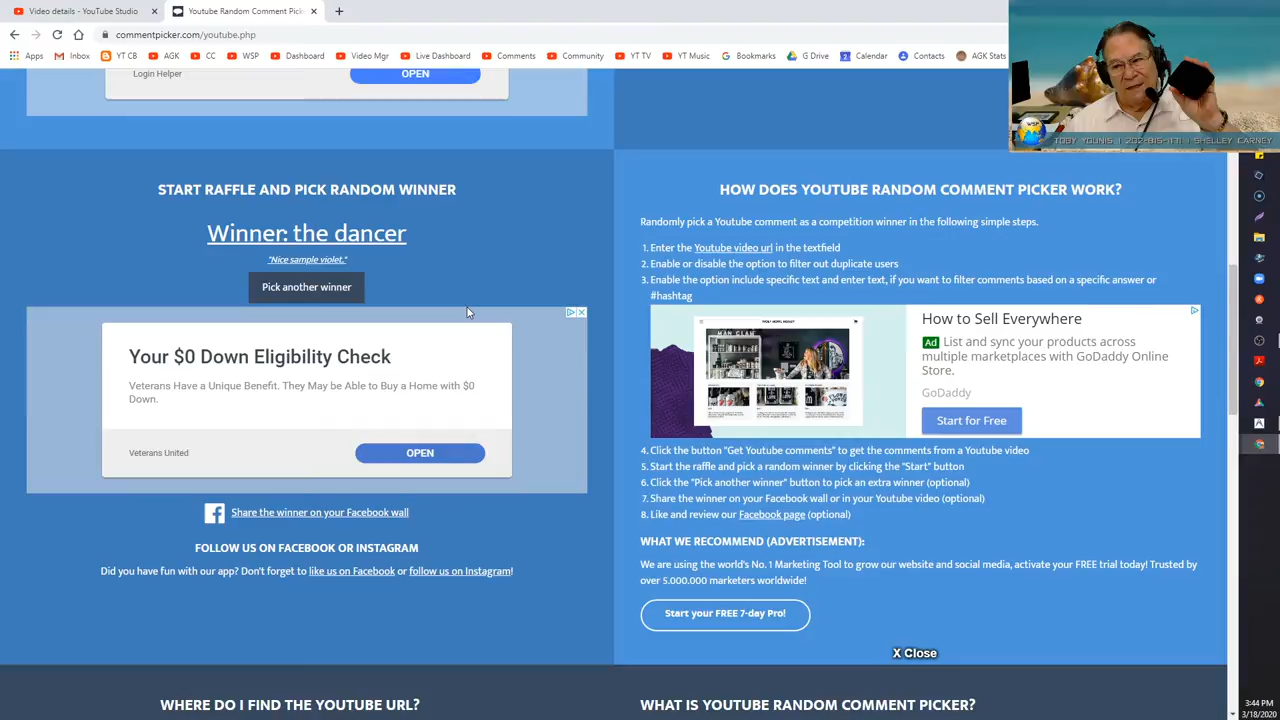 Video details - YouTube Studio
Youtube Random Comment Pick
commentpicker.com/youtube.php
Apps
Inbox
YT CB
AGK
CC
WSP
Dashboard
Video Mgr
Live Dashboard
Comments
Community
YT TV
YT Music
Bookmarks
G Drive
Calendar
Contacts
AGK Stats
WSP
TOBY YOUNIS | 202-815-1171 | SHELLEY CARNEY
Login Helper
OPEN
START RAFFLE AND PICK RANDOM WINNER
Winner: the dancer
"Nice sample violet."
Pick another winner
Your $0 Down Eligibility Check
Veterans Have a Unique Benefit. They May be Able to Buy a Home with $0
Down.
Veterans United
OPEN
Share the winner on your Facebook wall
FOLLOW US ON FACEBOOK OR INSTAGRAM
Did you have fun with our app? Don't forget to like us on Facebook or follow us on Instagram!
HOW DOES YOUTUBE RANDOM COMMENT PICKER WORK?
Randomly pick a Youtube comment as a competition winner in the following simple steps.
1. Enter the Youtube video url in the textfield
2. Enable or disable the option to filter out duplicate users
3. Enable the option include specific text and enter text, if you want to filter comments based on a specific answer or
#hashtag
How to Sell Everywhere
Ad List and sync your products across
multiple marketplaces with GoDaddy Online
Store.
GoDaddy
Start for Free
4. Click the button "Get Youtube comments" to get the comments from a Youtube video
5. Start the raffle and pick a random winner by clicking the "Start" button
6. Click the "Pick another winner" button to pick an extra winner (optional)
7. Share the winner on your Facebook wall or in your Youtube video (optional)
8. Like and review our Facebook page (optional)
WHAT WE RECOMMEND (ADVERTISEMENT):
We are using the world's No. 1 Marketing Tool to grow our website and social media, activate your FREE trial today! Trusted by
over 5.000.000 marketers worldwide!
Start your FREE 7-day Pro!
X Close
WHERE DO I FIND THE YOUTUBE URL?
WHAT IS YOUTUBE RANDOM COMMENT PICKER?
3:44 PM
3/18/2020